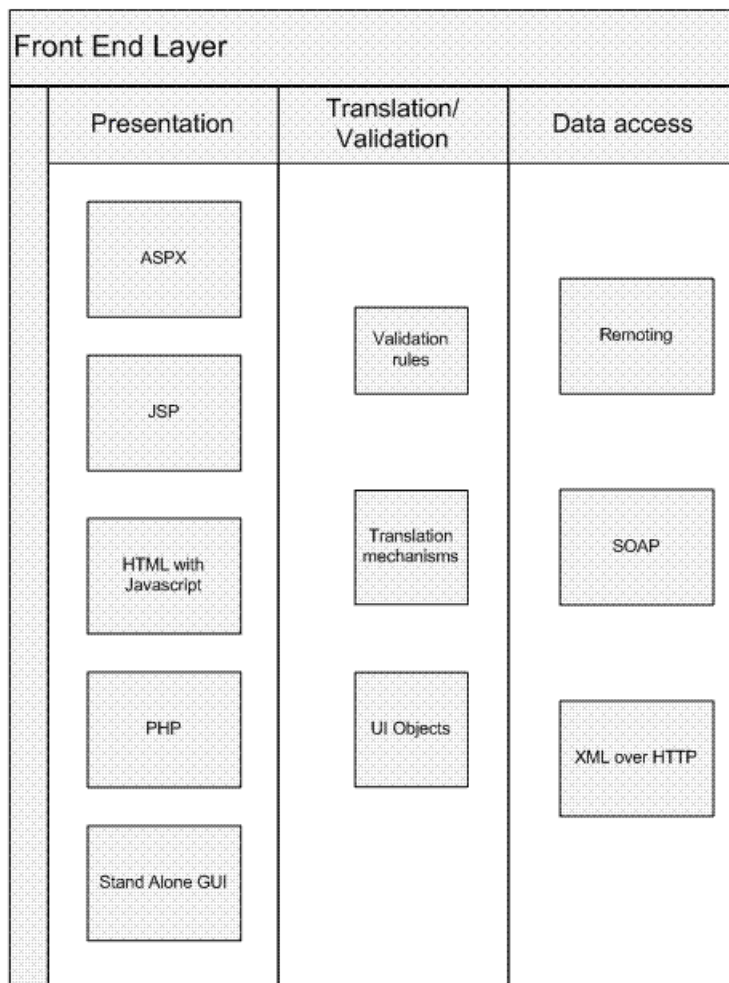 Front End Layer
Presentation
Translation/
Validation
Data access
ASPX
JSP
HTML with
Javascript
PHP
Stand Alone GUI
Validation
rules
Translation
mechanisms
UI Objects
Remoting
SOAP
XML over HTTP